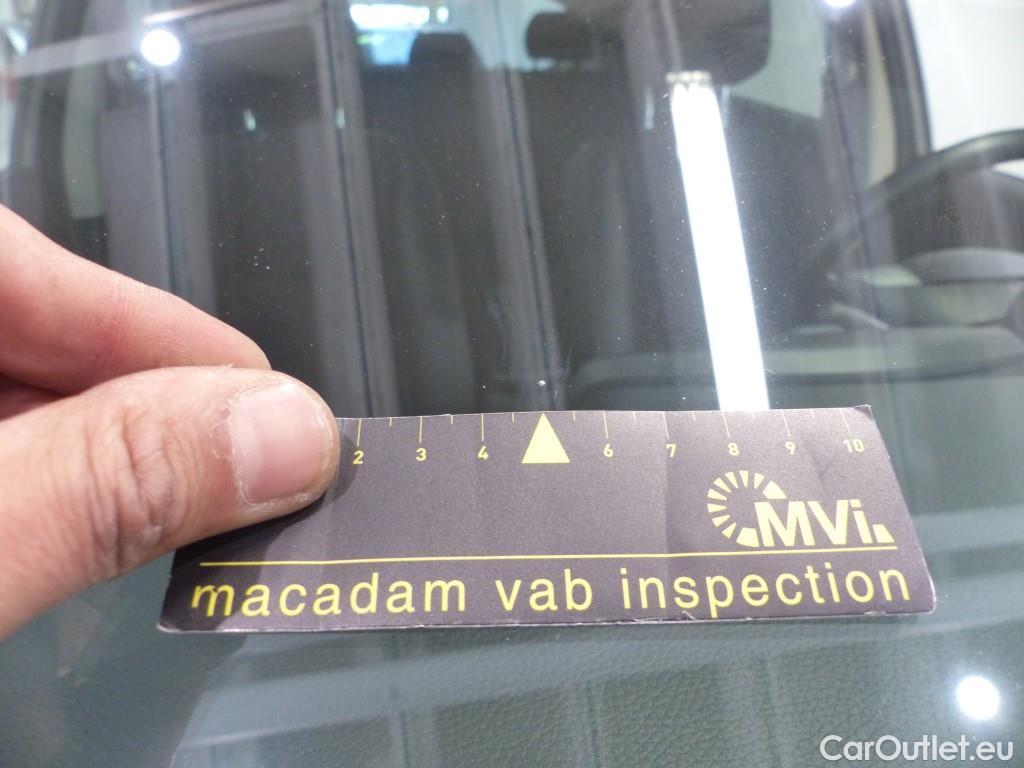 2 3 4 6 7 8 9 10
MVi
macadam vab inspection
CarOutlet.eu